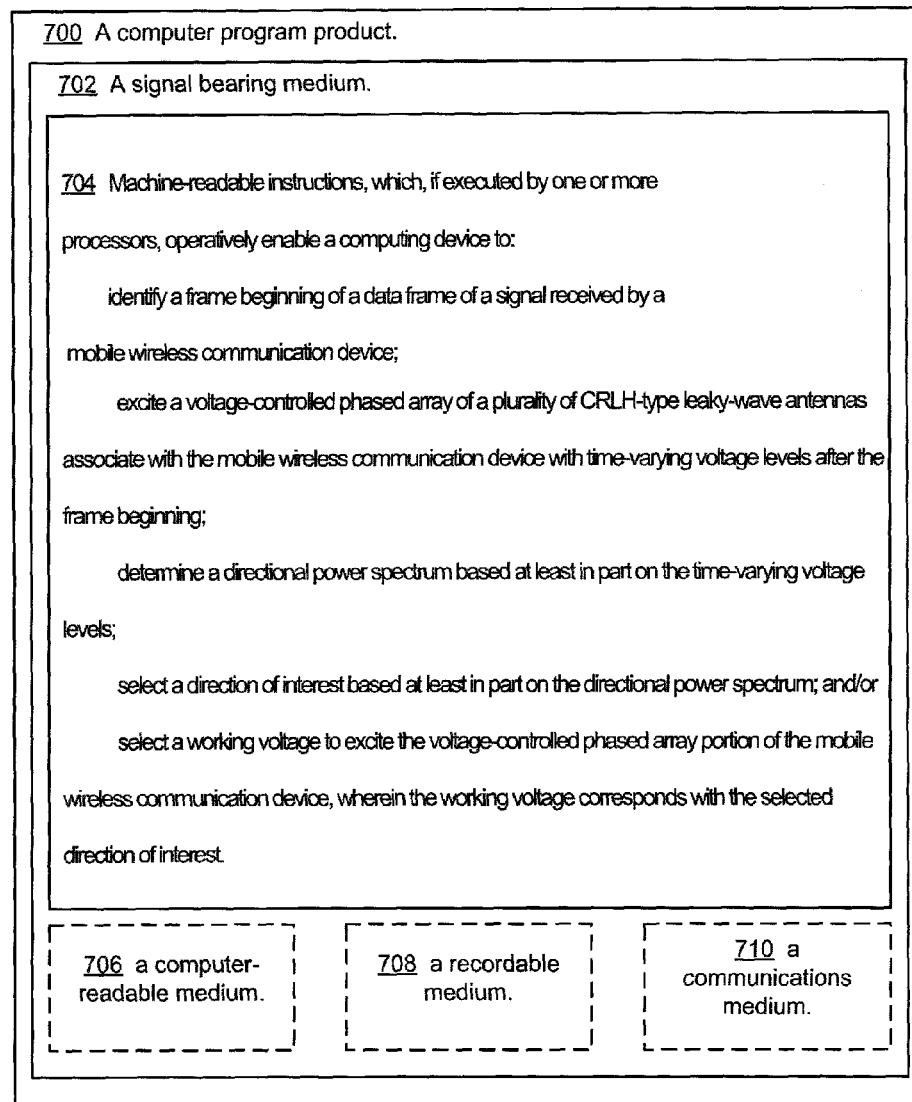 700 A computer program product.
702 A signal bearing medium.
704 Machine-readable instructions, which, if executed by one or more
processors, operatively enable a computing device to:
identify a frame beginning of a data frame of a signal received by a
mobile wireless communication device;
excite a voltage-controlled phased array of a plurality of CRLH-type leaky-wave antennas
associate with the mobile wireless communication device with time-varying voltage levels after the
frame beginning;
determine a directional power spectrum based at least in part on the time-varying voltage
levels;
select a direction of interest based at least in part on the directional power spectrum; and/or
select a working voltage to excite the voltage-controlled phased array portion of the mobile
wireless communication device, wherein the working voltage corresponds with the selected
direction of interest.
706 a computer-
readable medium.
708 a recordable
medium.
710 a
communications
medium.